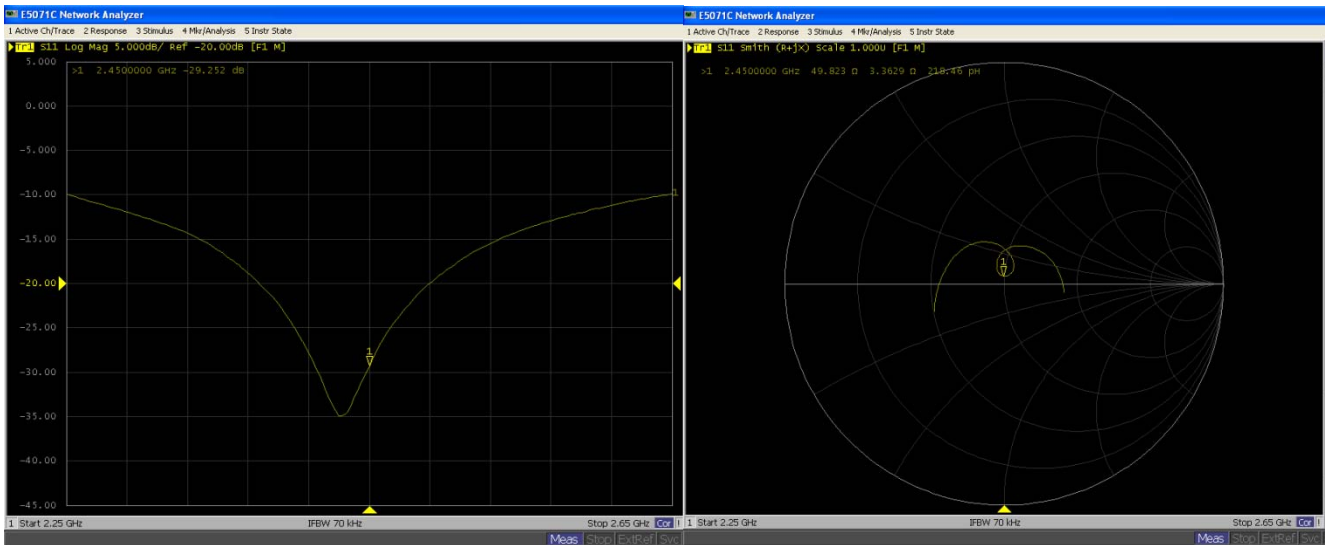 E5071C Network Analyzer
1 Active Ch/Trace 2 Response 3 Stimulus 4 Mkr/Analysis 5 Instr State
Tr1 S11 Log Mag 5.000dB/ Ref -20.00dB [F1 M]
5.000
>1 2.4500000 GHz -29.252 dB
0.000
-5.000
-10.00
1
-15.00
-20.00
-25.00
1
-30.00
-35.00
-40.00
-45.00
1 Start 2.25 GHz IFBW 70 kHz Stop 2.65 GHz Cor !
Meas Stop ExtRef Svc
E5071C Network Analyzer
1 Active Ch/Trace 2 Response 3 Stimulus 4 Mkr/Analysis 5 Instr State
Tr1 S11 Smith (R+jX) Scale 1.000U [F1 M]
>1 2.4500000 GHz 49.823 Ω 3.3629 Ω 218.46 pH
1
1 Start 2.25 GHz IFBW 70 kHz Stop 2.65 GHz Cor !
Meas Stop ExtRef Svc